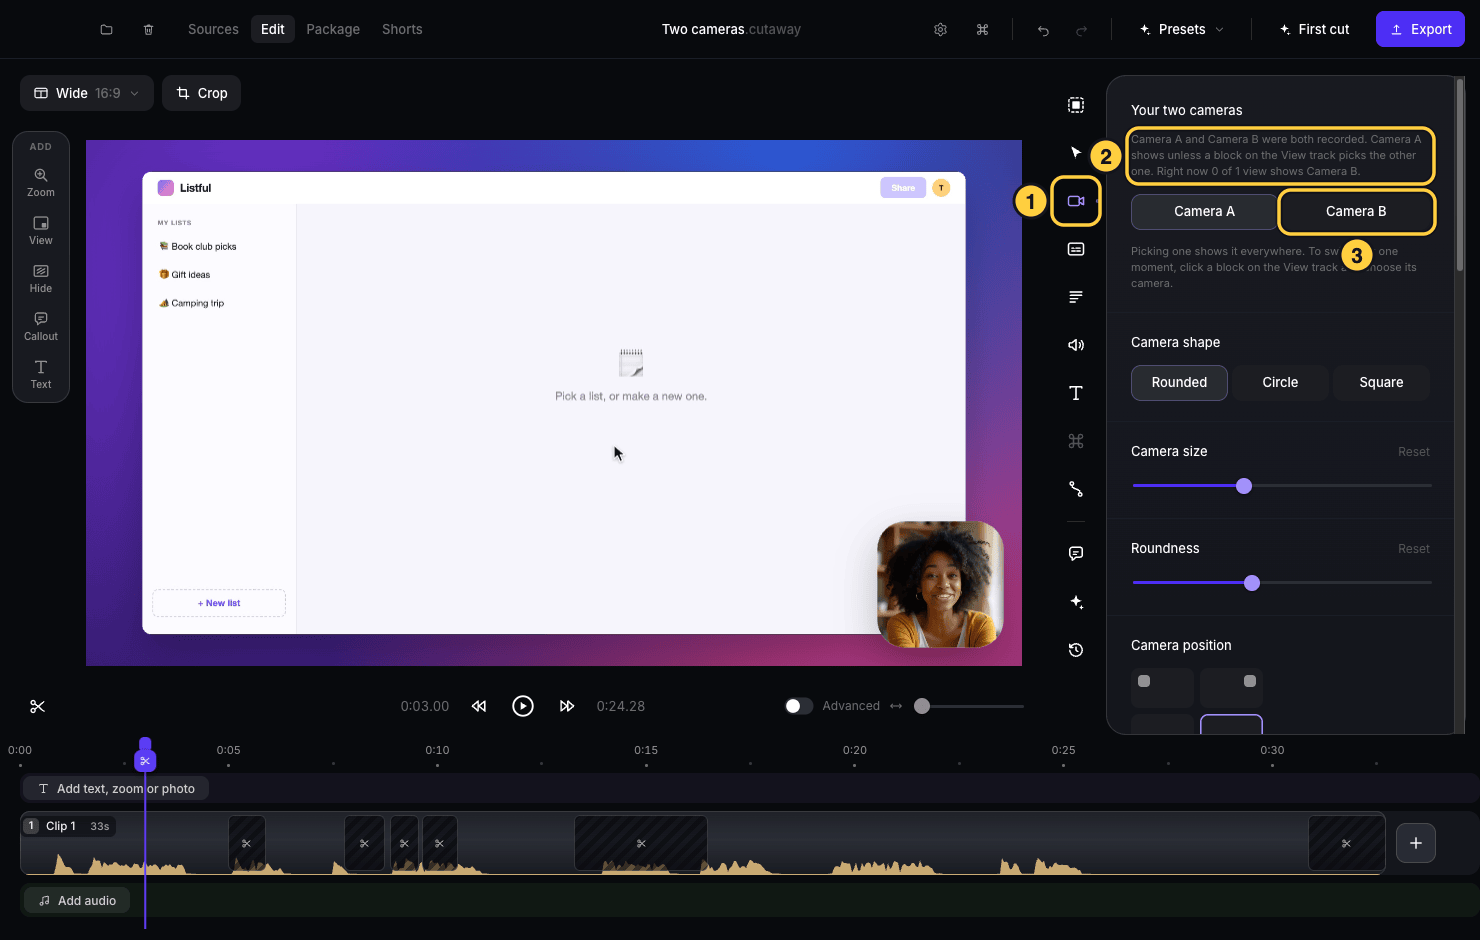 Sources
Edit
Package
Shorts
Two cameras.cutaway
Presets
First cut
Export
Wide 16:9
Crop
ADD
Zoom
View
Hide
Callout
Text
Listful
Share
T
MY LISTS
Book club picks
Gift ideas
Camping trip
Pick a list, or make a new one.
+ New list
1
2
3
Your two cameras
Camera A and Camera B were both recorded. Camera A
shows unless a block on the View track picks the other
one. Right now 0 of 1 view shows Camera B.
Camera A
Camera B
Picking one shows it everywhere. To sw one
moment, click a block on the View track hoose its
camera.
Camera shape
Rounded
Circle
Square
Camera size
Reset
Roundness
Reset
Camera position
0:03.00
0:24.28
Advanced
0:00
0:05
0:10
0:15
0:20
0:25
0:30
Add text, zoom or photo
1 Clip 1 33s
Add audio